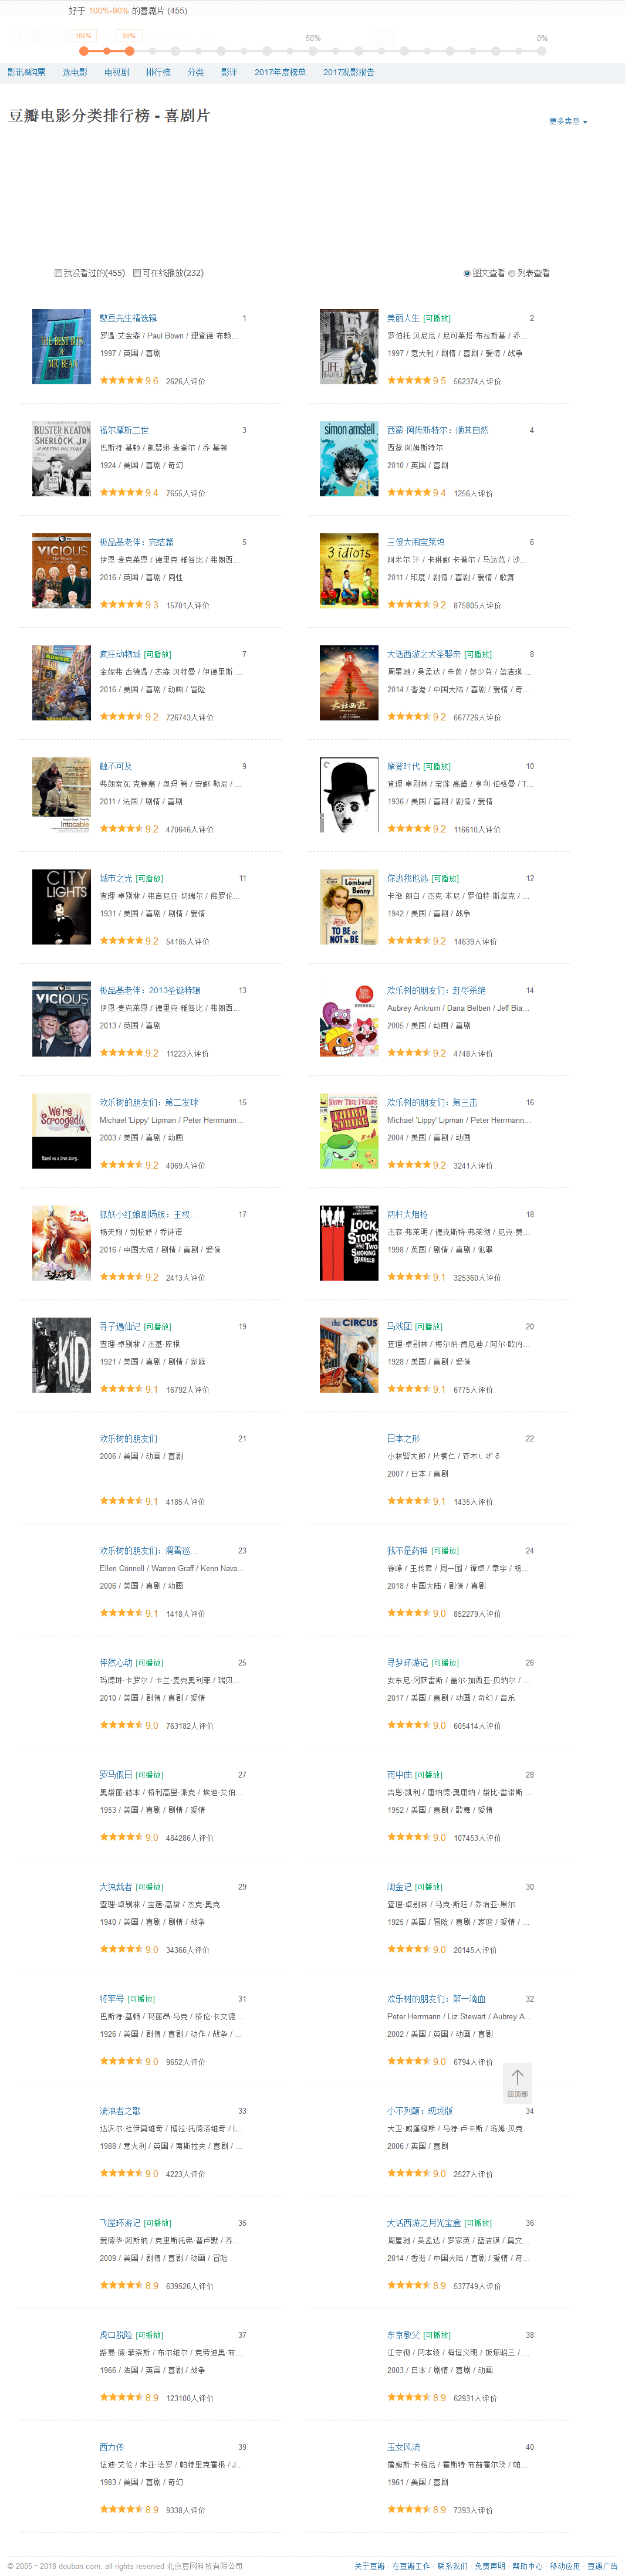 好于 100%-90% 的喜剧片 (455)
100% 90% 50% 0%
影讯&购票 选电影 电视剧 排行榜 分类 影评 2017年度榜单 2017观影报告
豆瓣电影分类排行榜 - 喜剧片
更多类型
我没看过的(455) 可在线播放(232) 图文查看 列表查看
憨豆先生精选辑 1
罗温·艾金森 / Paul Bown / 理查德·布赖...
1997 / 英国 / 喜剧
9.6 2626人评价
美丽人生 [可播放] 2
罗伯托·贝尼尼 / 尼可莱塔·布拉斯基 / 乔...
1997 / 意大利 / 剧情 / 喜剧 / 爱情 / 战争
9.5 562374人评价
福尔摩斯二世 3
巴斯特·基顿 / 凯瑟琳·麦奎尔 / 乔·基顿
1924 / 美国 / 喜剧 / 奇幻
9.4 7655人评价
西蒙·阿姆斯特尔：顺其自然 4
西蒙·阿姆斯特尔
2010 / 英国 / 喜剧
9.4 1256人评价
极品基老伴：完结篇 5
伊恩·麦克莱恩 / 德里克·雅各比 / 弗朗西...
2016 / 英国 / 喜剧 / 同性
9.3 15701人评价
三傻大闹宝莱坞 6
阿米尔·汗 / 卡琳娜·卡普尔 / 马达范 / 沙...
2011 / 印度 / 剧情 / 喜剧 / 爱情 / 歌舞
9.2 875805人评价
疯狂动物城 [可播放] 7
金妮弗·古德温 / 杰森·贝特曼 / 伊德里斯·...
2016 / 美国 / 喜剧 / 动画 / 冒险
9.2 726743人评价
大话西游之大圣娶亲 [可播放] 8
周星驰 / 吴孟达 / 朱茵 / 蔡少芬 / 蓝洁瑛 ...
2014 / 香港 / 中国大陆 / 喜剧 / 爱情 / 奇...
9.2 667726人评价
触不可及 9
弗朗索瓦·克鲁塞 / 奥玛·希 / 安娜·勒尼 / ...
2011 / 法国 / 剧情 / 喜剧
9.2 470646人评价
摩登时代 [可播放] 10
查理·卓别林 / 宝莲·高黛 / 亨利·伯格曼 / T...
1936 / 美国 / 喜剧 / 剧情 / 爱情
9.2 116610人评价
城市之光 [可播放] 11
查理·卓别林 / 弗吉尼亚·切瑞尔 / 佛罗伦...
1931 / 美国 / 喜剧 / 剧情 / 爱情
9.2 54185人评价
你逃我也逃 [可播放] 12
卡洛·朗白 / 杰克·本尼 / 罗伯特·斯塔克 / ...
1942 / 美国 / 喜剧 / 战争
9.2 14639人评价
极品基老伴：2013圣诞特辑 13
伊恩·麦克莱恩 / 德里克·雅各比 / 弗朗西...
2013 / 英国 / 喜剧
9.2 11223人评价
欢乐树的朋友们：赶尽杀绝 14
Aubrey Ankrum / Dana Belben / Jeff Bia...
2005 / 美国 / 动画 / 喜剧
9.2 4748人评价
欢乐树的朋友们：第二发球 15
Michael 'Lippy' Lipman / Peter Herrmann...
2003 / 美国 / 喜剧 / 动画
9.2 4069人评价
欢乐树的朋友们：第三击 16
Michael 'Lippy' Lipman / Peter Herrmann...
2004 / 美国 / 喜剧 / 动画
9.2 3241人评价
狐妖小红娘剧场版：王权... 17
杨天翔 / 刘校妤 / 乔诗语
2016 / 中国大陆 / 剧情 / 喜剧 / 爱情
9.2 2413人评价
两杆大烟枪 18
杰森·弗莱明 / 德克斯特·弗莱彻 / 尼克·莫...
1998 / 英国 / 剧情 / 喜剧 / 犯罪
9.1 325360人评价
寻子遇仙记 [可播放] 19
查理·卓别林 / 杰基·库根
1921 / 美国 / 喜剧 / 剧情 / 家庭
9.1 16792人评价
马戏团 [可播放] 20
查理·卓别林 / 梅尔纳·肯尼迪 / 阿尔·欧内...
1928 / 美国 / 喜剧 / 爱情
9.1 6775人评价
欢乐树的朋友们 21
2006 / 美国 / 动画 / 喜剧
9.1 4185人评价
日本之形 22
小林賢太郎 / 片桐仁 / 斉木しげる
2007 / 日本 / 喜剧
9.1 1435人评价
欢乐树的朋友们：滑雪巡... 23
Ellen Connell / Warren Graff / Kenn Nava...
2006 / 美国 / 喜剧 / 动画
9.1 1418人评价
我不是药神 [可播放] 24
徐峥 / 王传君 / 周一围 / 谭卓 / 章宇 / 杨...
2018 / 中国大陆 / 剧情 / 喜剧
9.0 852279人评价
怦然心动 [可播放] 25
玛德琳·卡罗尔 / 卡兰·麦克奥利菲 / 瑞贝...
2010 / 美国 / 剧情 / 喜剧 / 爱情
9.0 763182人评价
寻梦环游记 [可播放] 26
安东尼·冈萨雷斯 / 盖尔·加西亚·贝纳尔 / ...
2017 / 美国 / 喜剧 / 动画 / 奇幻 / 音乐
9.0 605414人评价
罗马假日 [可播放] 27
奥黛丽·赫本 / 格利高里·派克 / 埃迪·艾伯...
1953 / 美国 / 喜剧 / 剧情 / 爱情
9.0 484286人评价
雨中曲 [可播放] 28
吉恩·凯利 / 唐纳德·奥康纳 / 黛比·雷诺斯 ...
1952 / 美国 / 喜剧 / 歌舞 / 爱情
9.0 107453人评价
大独裁者 [可播放] 29
查理·卓别林 / 宝莲·高黛 / 杰克·奥克
1940 / 美国 / 喜剧 / 剧情 / 战争
9.0 34366人评价
淘金记 [可播放] 30
查理·卓别林 / 马克·斯旺 / 乔治亚·黑尔
1925 / 美国 / 冒险 / 喜剧 / 家庭 / 爱情 / ...
9.0 20145人评价
将军号 [可播放] 31
巴斯特·基顿 / 玛丽昂·马克 / 格伦·卡文德 ...
1926 / 美国 / 剧情 / 喜剧 / 动作 / 战争 / ...
9.0 9652人评价
欢乐树的朋友们：第一滴血 32
Peter Herrmann / Liz Stewart / Aubrey A...
2002 / 美国 / 英国 / 动画 / 喜剧
9.0 6794人评价
回顶部
流浪者之歌 33
达沃尔·杜伊莫维奇 / 博拉·托德洛维奇 / L...
1988 / 意大利 / 英国 / 南斯拉夫 / 喜剧 / ...
9.0 4223人评价
小不列颠：现场版 34
大卫·威廉姆斯 / 马特·卢卡斯 / 汤姆·贝克
2006 / 英国 / 喜剧
9.0 2527人评价
飞屋环游记 [可播放] 35
爱德华·阿斯纳 / 克里斯托弗·普卢默 / 乔...
2009 / 美国 / 剧情 / 喜剧 / 动画 / 冒险
8.9 639526人评价
大话西游之月光宝盒 [可播放] 36
周星驰 / 吴孟达 / 罗家英 / 蓝洁瑛 / 莫文...
2014 / 香港 / 中国大陆 / 喜剧 / 爱情 / 奇...
8.9 537749人评价
虎口脱险 [可播放] 37
路易·德·菲奈斯 / 布尔维尔 / 克劳迪奥·布...
1966 / 法国 / 英国 / 喜剧 / 战争
8.9 123100人评价
东京教父 [可播放] 38
江守彻 / 冈本绫 / 梅垣义明 / 饭塚昭三 / ...
2003 / 日本 / 剧情 / 喜剧 / 动画
8.9 62931人评价
西力传 39
伍迪·艾伦 / 米亚·法罗 / 帕特里克霍根 / J...
1983 / 美国 / 喜剧 / 奇幻
8.9 9338人评价
玉女风流 40
詹姆斯·卡格尼 / 霍斯特·布赫霍尔茨 / 帕...
1961 / 美国 / 喜剧
8.9 7393人评价
© 2005－2018 douban.com, all rights reserved 北京豆网科技有限公司
关于豆瓣 · 在豆瓣工作 · 联系我们 · 免责声明 · 帮助中心 · 移动应用 · 豆瓣广告